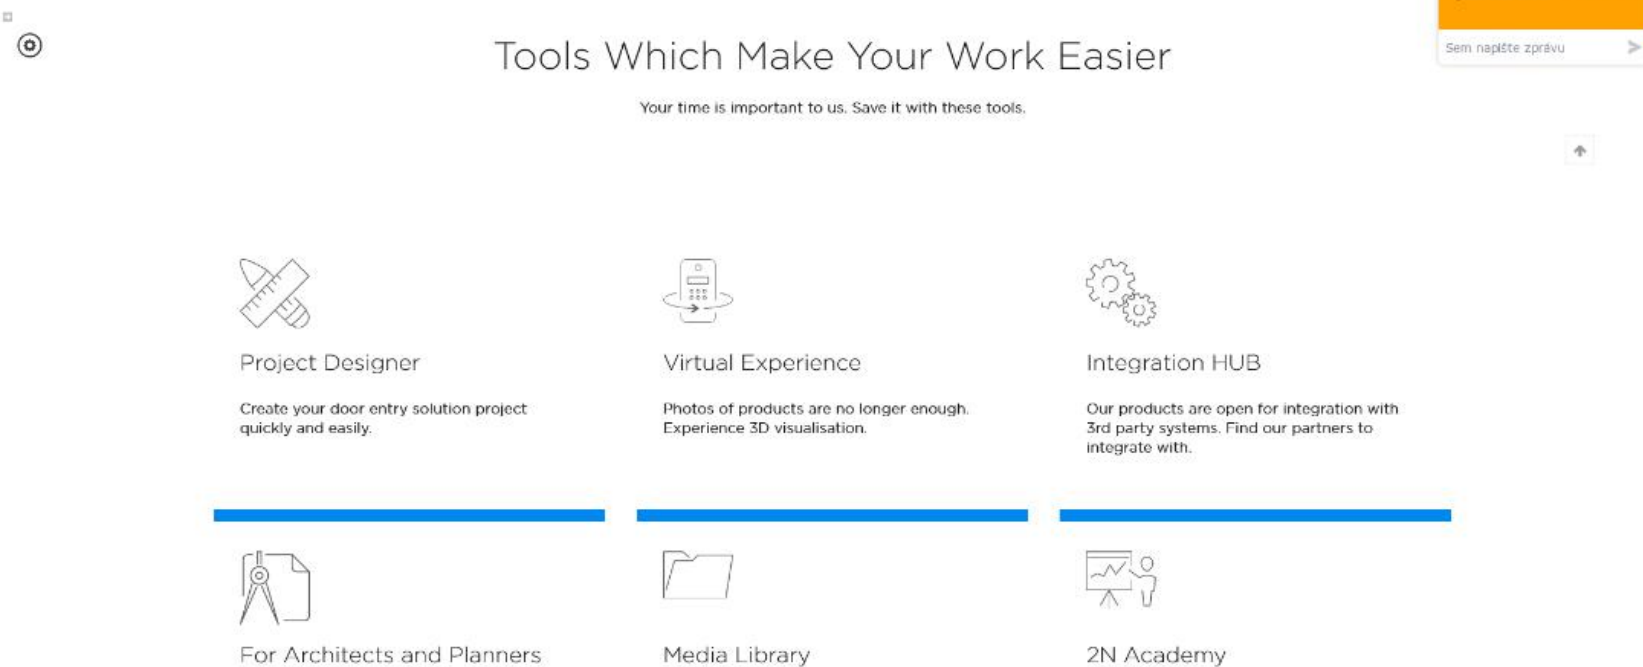 Tools Which Make Your Work Easier
Sem napište zprávu
Your time is important to us. Save it with these tools.
Project Designer
Create your door entry solution project
quickly and easily.
Virtual Experience
Photos of products are no longer enough.
Experience 3D visualisation.
Integration HUB
Our products are open for integration with
3rd party systems. Find our partners to
integrate with.
For Architects and Planners
Media Library
2N Academy